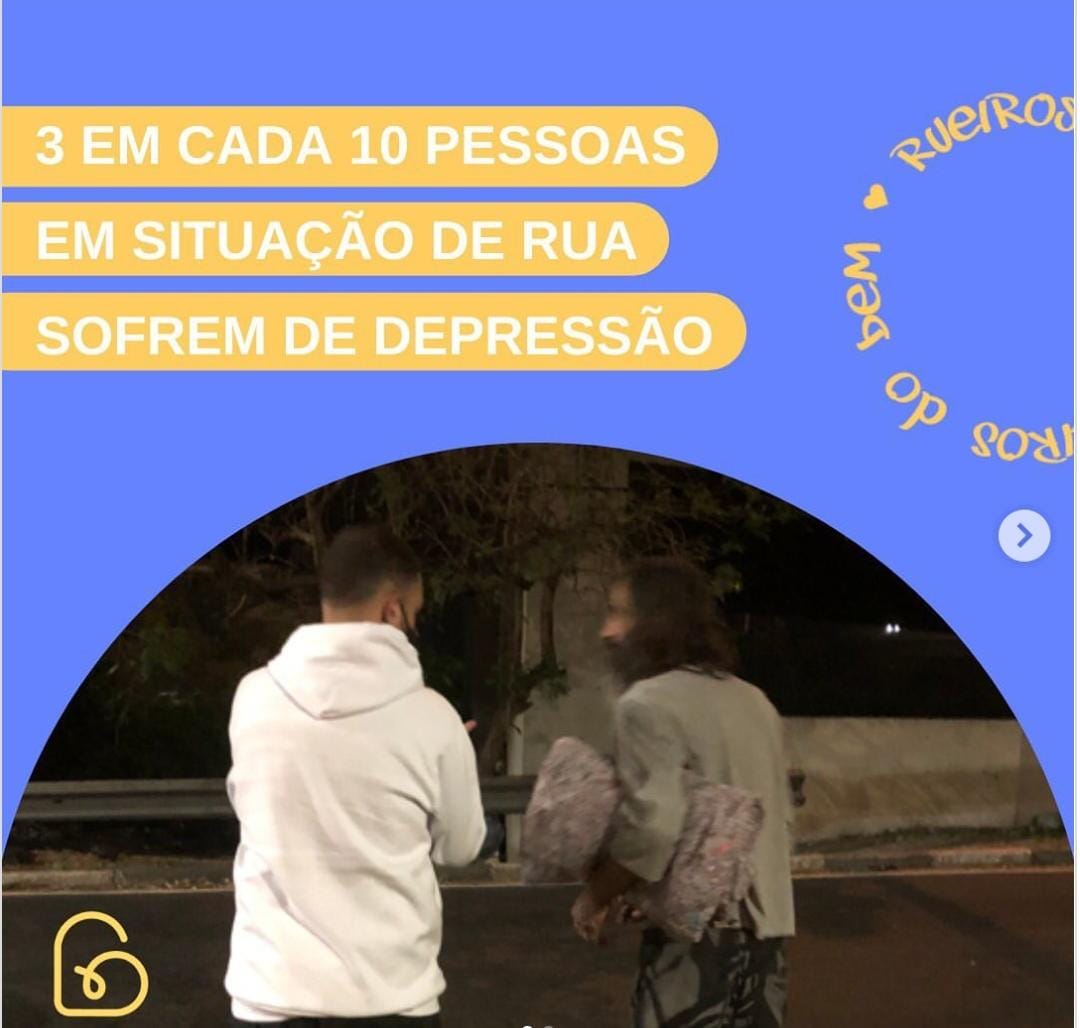 3 EM CADA 10 PESSOAS
EM SITUAÇÃO DE RUA
SOFREM DE DEPRESSÃO
RUEIROS
do bem